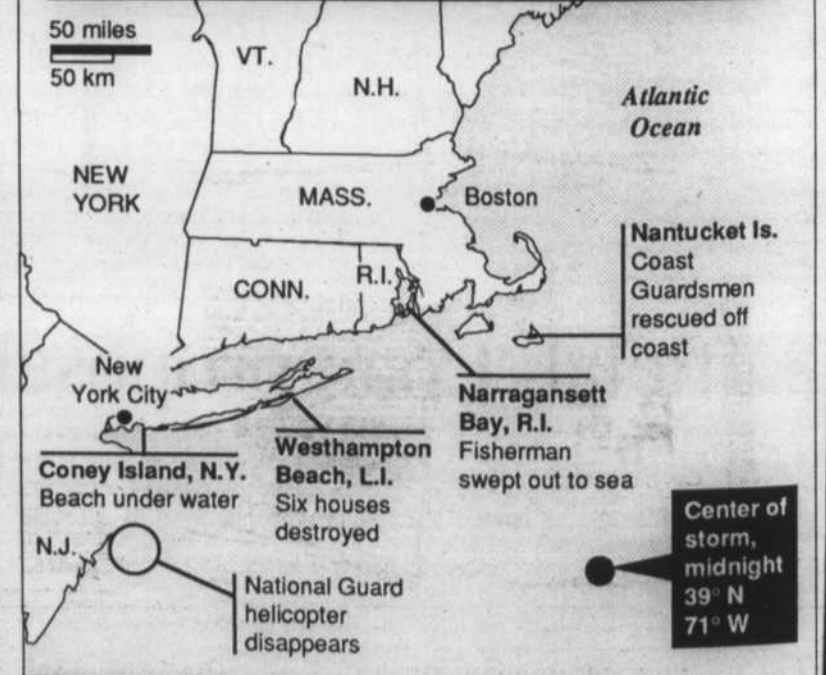 50 miles
50 km
VT.
N.H.
Atlantic
Ocean
NEW
YORK
MASS.
Boston
Nantucket Is.
Coast
Guardsmen
rescued off
coast
CONN.
R.I.
New
York City
Narragansett
Bay, R.I.
Fisherman
swept out to sea
Westhampton
Beach, L.I.
Six houses
destroyed
Coney Island, N.Y.
Beach under water
Center of
storm,
midnight
39° N
71° W
N.J.
National Guard
helicopter
disappears